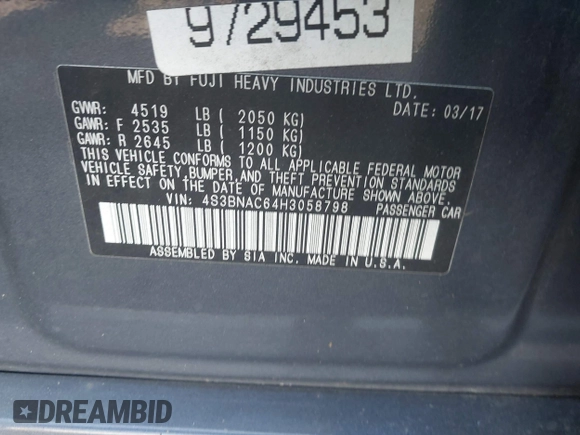 9729453
MFD BY FUJI HEAVY INDUSTRIES LTD.
GVWR: 4519 LB ( 2050 KG) DATE: 03/17
GAWR: F 2535 LB ( 1150 KG)
GAWR: R 2645 LB ( 1200 KG)
THIS VEHICLE CONFORMS TO ALL APPLICABLE FEDERAL MOTOR
VEHICLE SAFETY, BUMPER, AND THEFT PREVENTION STANDARDS
IN EFFECT ON THE DATE OF MANUFACTURE SHOWN ABOVE.
VIN: 4S3BNAC64H3058798 PASSENGER CAR
ASSEMBLED BY SIA INC. MADE IN U.S.A.
DREAMBID